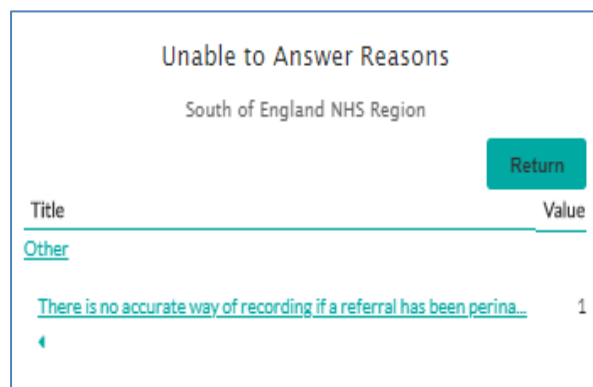 Unable to Answer Reasons
South of England NHS Region
Return
Title Value
Other
There is no accurate way of recording if a referral has been perina... 1